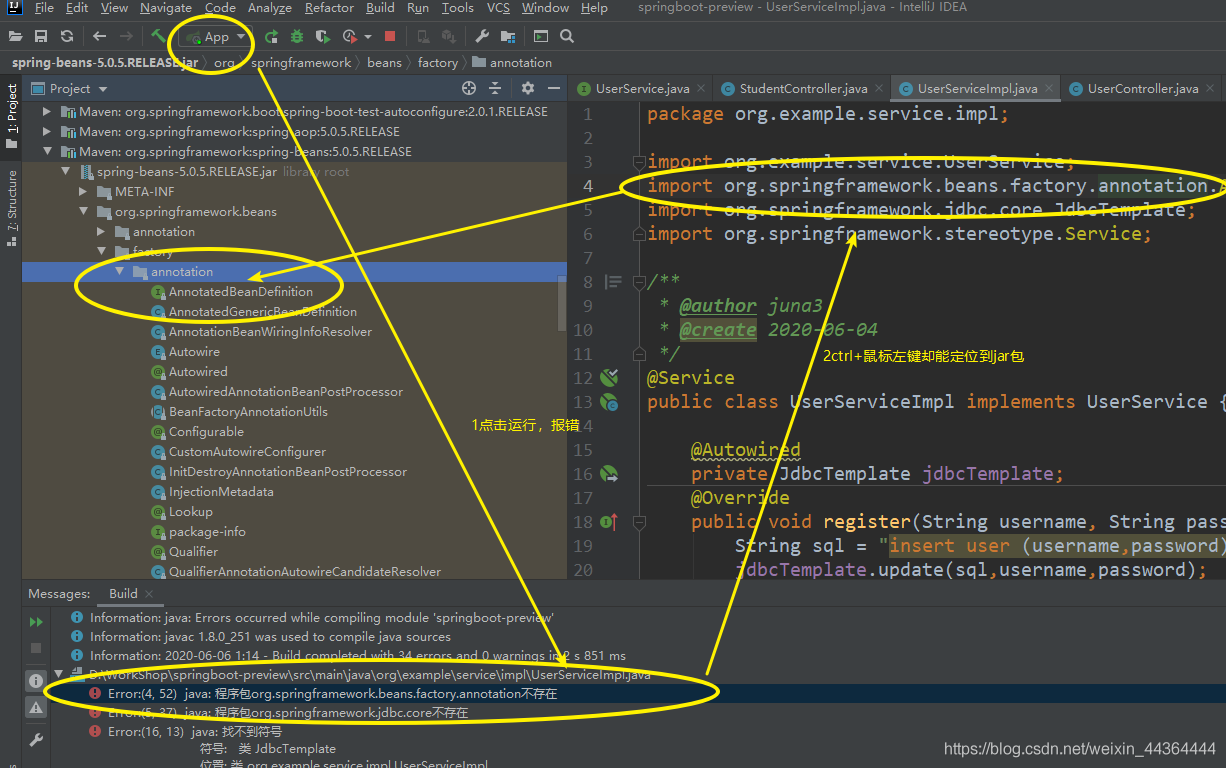 File Edit View Navigate Code Analyze Refactor Build Run Tools VCS Window Help springboot-preview - UserServiceImpl.java - IntelliJ IDEA
App
spring-beans-5.0.5.RELEASE.jar org springframework beans factory annotation
Project
UserService.java StudentController.java UserServiceImpl.java UserController.java
1: Project
7: Structure
Maven: org.springframework.boot:spring-boot-test-autoconfigure:2.0.1.RELEASE
Maven: org.springframework:spring-aop:5.0.5.RELEASE
Maven: org.springframework:spring-beans:5.0.5.RELEASE
spring-beans-5.0.5.RELEASE.jar library root
META-INF
org.springframework.beans
annotation
factory
annotation
AnnotatedBeanDefinition
AnnotatedGenericBeanDefinition
AnnotationBeanWiringInfoResolver
Autowire
Autowired
AutowiredAnnotationBeanPostProcessor
BeanFactoryAnnotationUtils
Configurable
CustomAutowireConfigurer
InitDestroyAnnotationBeanPostProcessor
InjectionMetadata
Lookup
package-info
Qualifier
QualifierAnnotationAutowireCandidateResolver
1 package org.example.service.impl;
2
3 import org.example.service.UserService;
4 import org.springframework.beans.factory.annotation.A
5 import org.springframework.jdbc.core.JdbcTemplate;
6 import org.springframework.stereotype.Service;
7
8 /**
9 * @author juna3
10 * @create 2020-06-04
11 */
12 @Service
13 public class UserServiceImpl implements UserService {
14
15 @Autowired
16 private JdbcTemplate jdbcTemplate;
17 @Override
18 public void register(String username, String pass
19 String sql = "insert user (username,password)
20 jdbcTemplate.update(sql,username,password);
2ctrl+鼠标左键却能定位到jar包
1点击运行，报错
Messages: Build
Information: java: Errors occurred while compiling module 'springboot-preview'
Information: javac 1.8.0_251 was used to compile java sources
Information: 2020-06-06 1:14 - Build completed with 34 errors and 0 warnings in 2 s 851 ms
D:\WorkShop\springboot-preview\src\main\java\org\example\service\impl\UserServiceImpl.java
Error:(4, 52) java: 程序包org.springframework.beans.factory.annotation不存在
Error:(5, 37) java: 程序包org.springframework.jdbc.core不存在
Error:(16, 13) java: 找不到符号
符号: 类 JdbcTemplate
位置: 类 org.example.service.impl.UserServiceImpl
https://blog.csdn.net/weixin_44364444